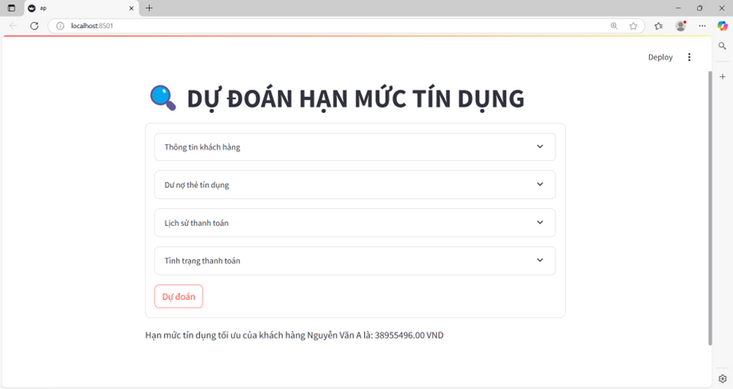 ap
localhost:8501
Deploy
DỰ ĐOÁN HẠN MỨC TÍN DỤNG
Thông tin khách hàng
Dư nợ thẻ tín dụng
Lịch sử thanh toán
Tình trạng thanh toán
Dự đoán
Hạn mức tín dụng tối ưu của khách hàng Nguyễn Văn A là: 38955496.00 VND